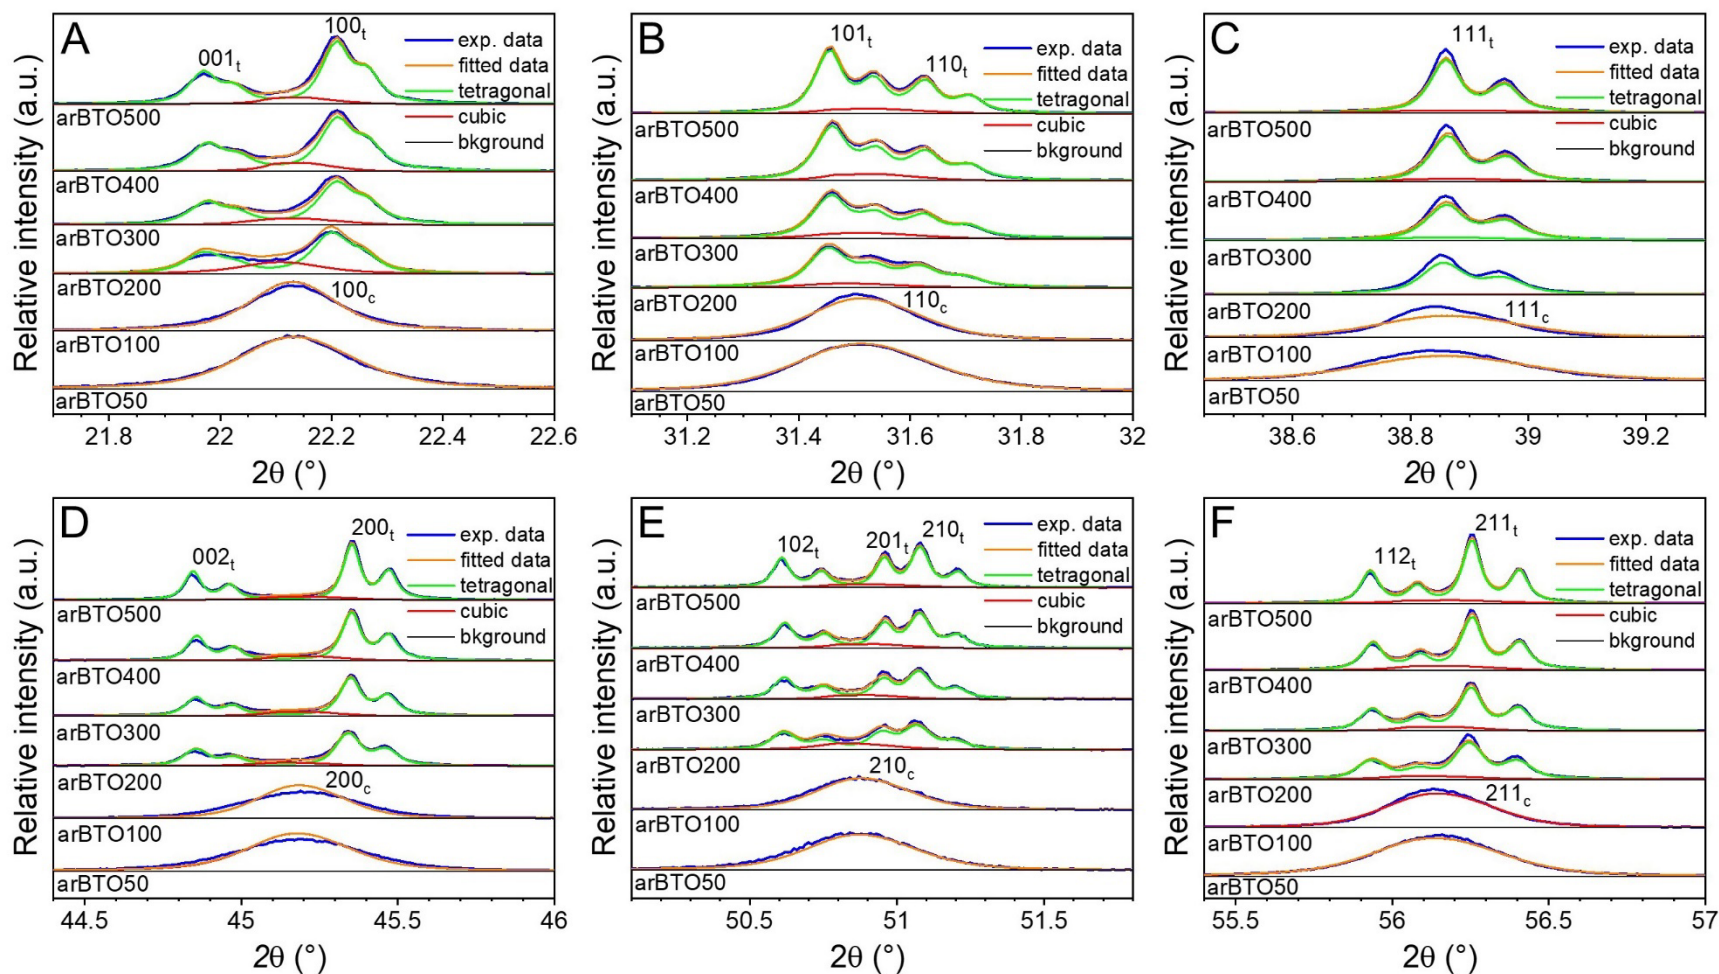 A
001t
100t
exp. data
fitted data
tetragonal
cubic
bkground
arBTO500
arBTO400
arBTO300
arBTO200
100c
arBTO100
arBTO50
Relative intensity (a.u.)
21.8 22 22.2 22.4 22.6
2θ (°)
B
101t
110t
exp. data
fitted data
tetragonal
cubic
bkground
arBTO500
arBTO400
arBTO300
arBTO200
110c
arBTO100
arBTO50
Relative intensity (a.u.)
31.2 31.4 31.6 31.8 32
2θ (°)
C
111t
exp. data
fitted data
tetragonal
cubic
bkground
arBTO500
arBTO400
arBTO300
arBTO200
111c
arBTO100
arBTO50
Relative intensity (a.u.)
38.6 38.8 39 39.2
2θ (°)
D
002t
200t
exp. data
fitted data
tetragonal
cubic
bkground
arBTO500
arBTO400
arBTO300
arBTO200
200c
arBTO100
arBTO50
Relative intensity (a.u.)
44.5 45 45.5 46
2θ (°)
E
102t
201t
210t
exp. data
fitted data
tetragonal
cubic
bkground
arBTO500
arBTO400
arBTO300
arBTO200
210c
arBTO100
arBTO50
Relative intensity (a.u.)
50.5 51 51.5
2θ (°)
F
112t
211t
exp. data
fitted data
tetragonal
cubic
bkground
arBTO500
arBTO400
arBTO300
arBTO200
211c
arBTO100
arBTO50
Relative intensity (a.u.)
55.5 56 56.5 57
2θ (°)